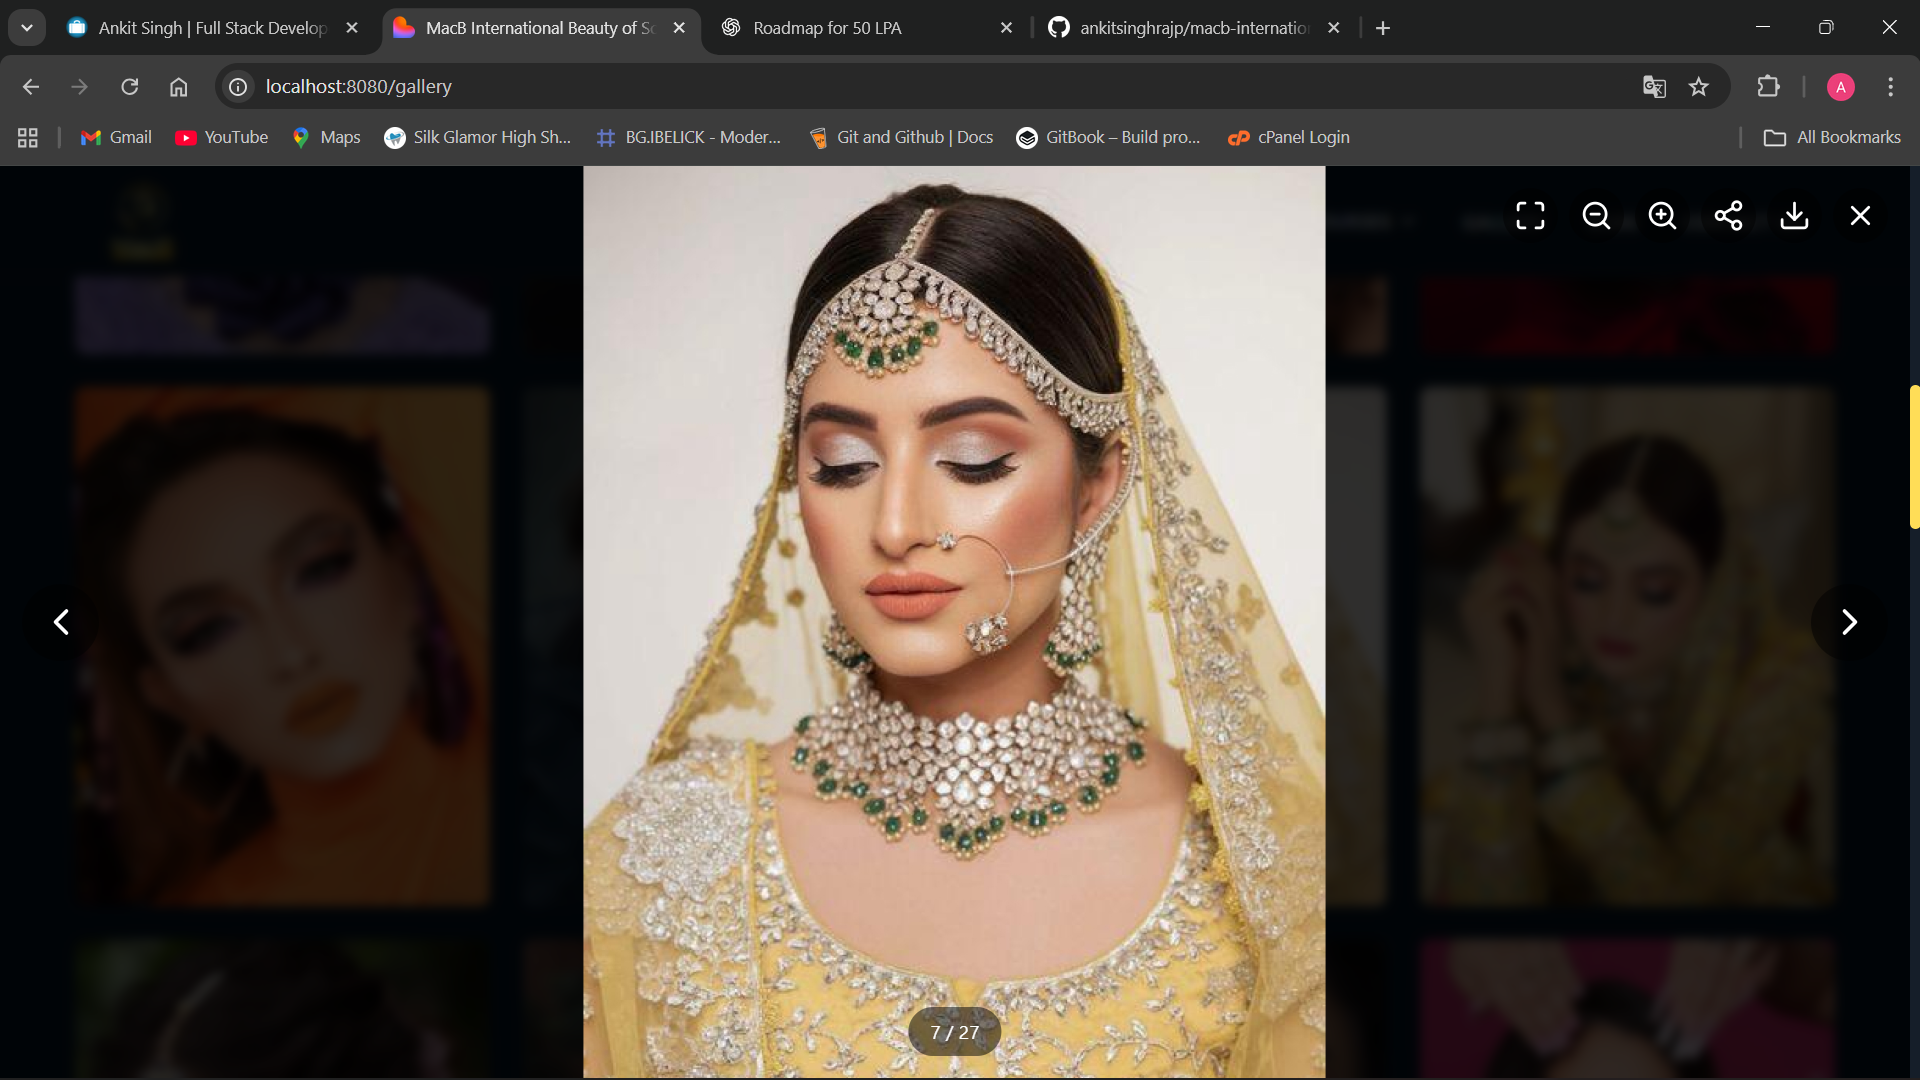 Ankit Singh | Full Stack Develop
MacB International Beauty of Sc
Roadmap for 50 LPA
ankitsinghrajp/macb-internatio
localhost:8080/gallery
A
Gmail
YouTube
Maps
Silk Glamor High Sh...
BG.IBELICK - Moder...
Git and Github | Docs
GitBook – Build pro...
cPanel Login
All Bookmarks
7 / 27